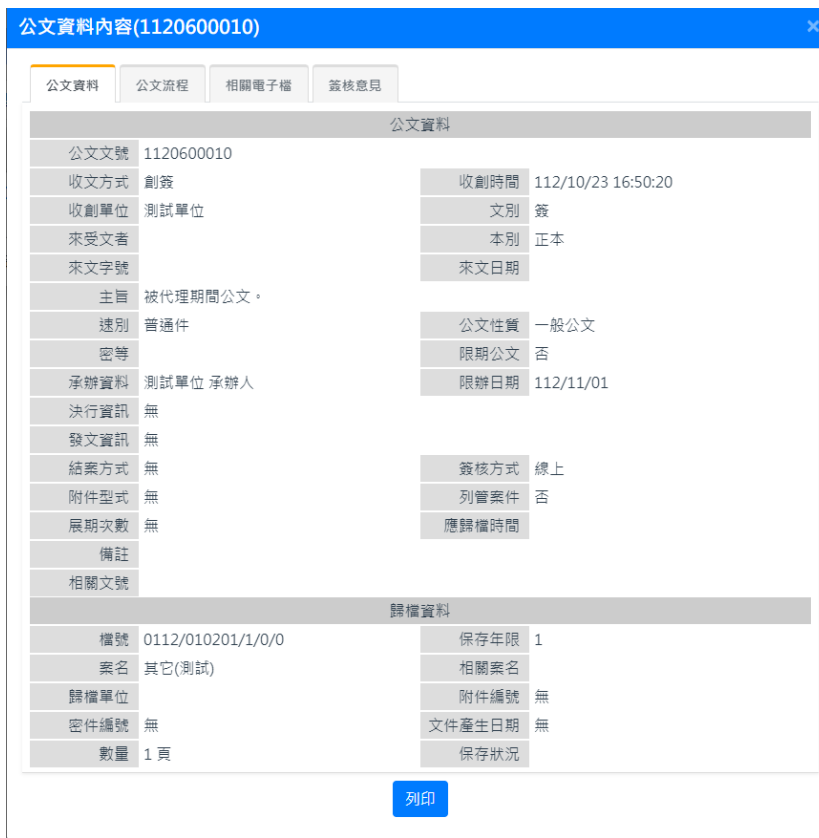 公文資料內容(1120600010) ×
公文資料 公文流程 相關電子檔 簽核意見
公文資料
公文文號 1120600010
收文方式 創簽 收創時間 112/10/23 16:50:20
收創單位 測試單位 文別 簽
來受文者 本別 正本
來文字號 來文日期
主旨 被代理期間公文。
速別 普通件 公文性質 一般公文
密等 限期公文 否
承辦資料 測試單位 承辦人 限辦日期 112/11/01
決行資訊 無
發文資訊 無
結案方式 無 簽核方式 線上
附件型式 無 列管案件 否
展期次數 無 應歸檔時間
備註
相關文號
歸檔資料
檔號 0112/010201/1/0/0 保存年限 1
案名 其它(測試) 相關案名
歸檔單位 附件編號 無
密件編號 無 文件產生日期 無
數量 1 頁 保存狀況
列印